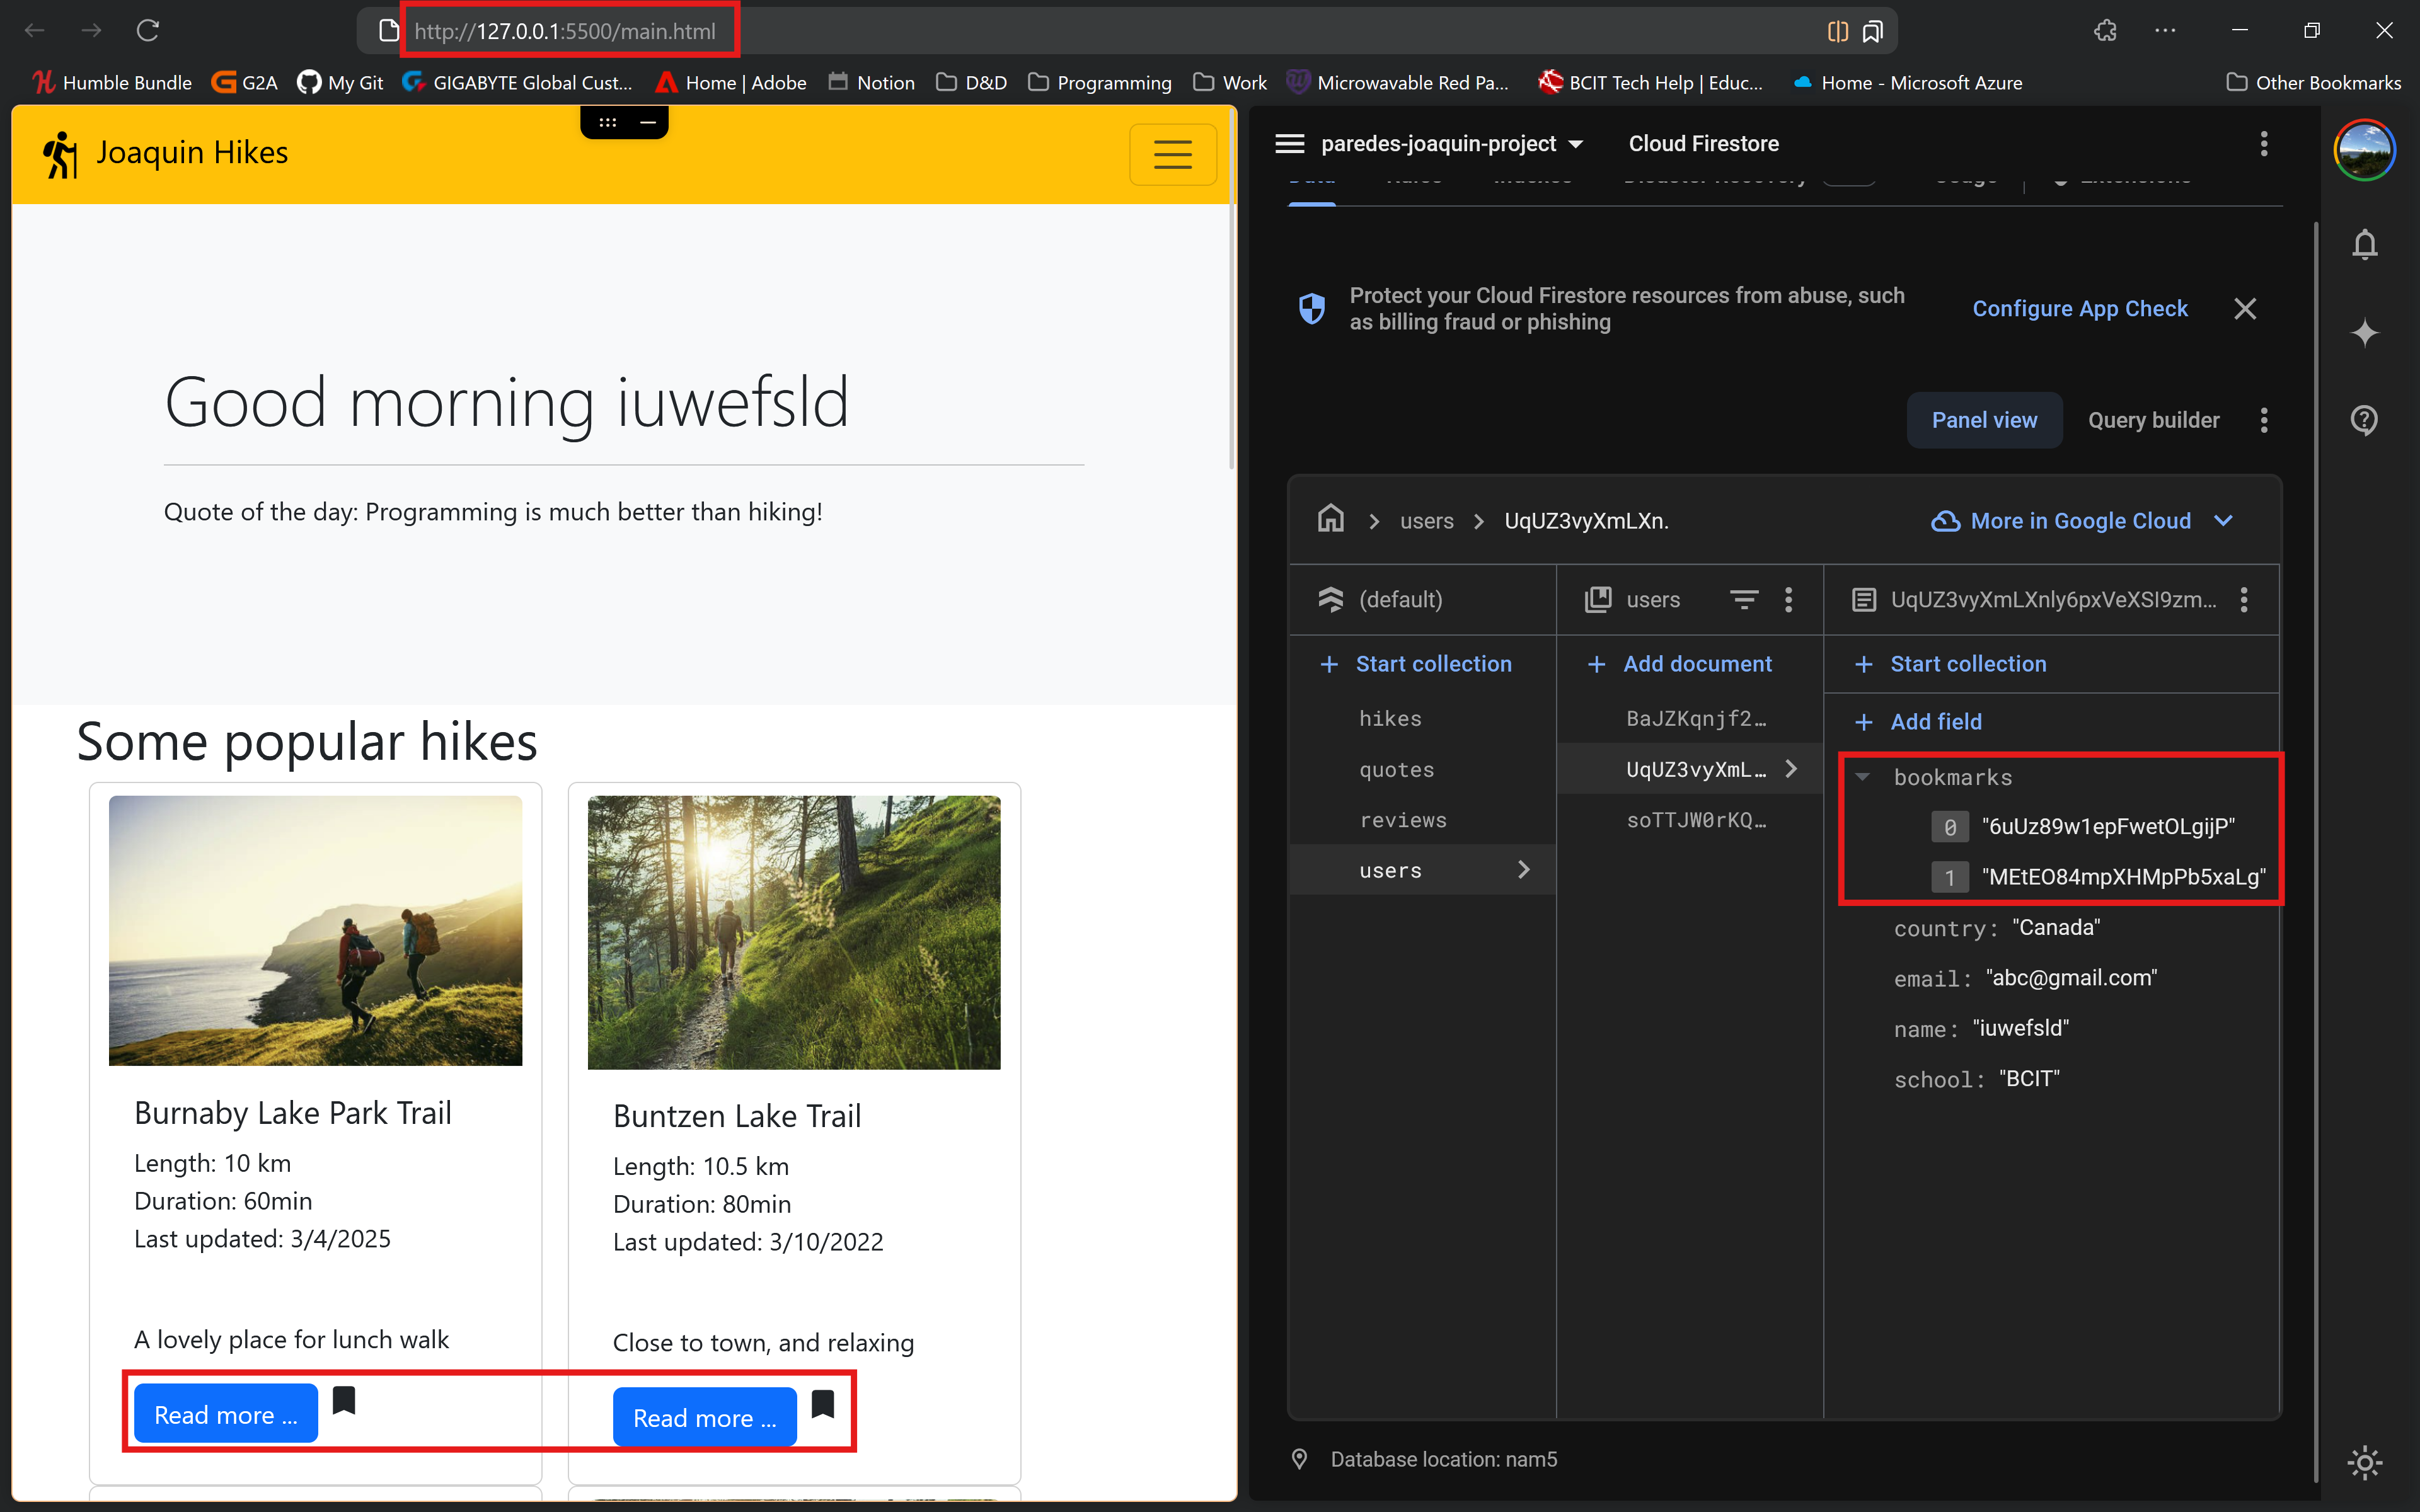 http://127.0.0.1:5500/main.html
Humble Bundle
G2A
My Git
GIGABYTE Global Cust...
Home | Adobe
Notion
D&D
Programming
Work
Microwavable Red Pa...
BCIT Tech Help | Educ...
Home - Microsoft Azure
Other Bookmarks
Joaquin Hikes
Good morning iuwefsld
Quote of the day: Programming is much better than hiking!
Some popular hikes
Burnaby Lake Park Trail
Length: 10 km
Duration: 60min
Last updated: 3/4/2025
A lovely place for lunch walk
Read more ...
Buntzen Lake Trail
Length: 10.5 km
Duration: 80min
Last updated: 3/10/2022
Close to town, and relaxing
Read more ...
paredes-joaquin-project
Cloud Firestore
Protect your Cloud Firestore resources from abuse, such
as billing fraud or phishing
Configure App Check
Panel view
Query builder
users
UqUZ3vyXmLXn.
More in Google Cloud
(default)
Start collection
hikes
quotes
reviews
users
users
Add document
BaJZKqnjf2…
UqUZ3vyXmL…
soTTJW0rKQ…
UqUZ3vyXmLXnly6pxVeXSI9zm...
Start collection
Add field
bookmarks
0 "6uUz89w1epFwetOLgijP"
1 "MEtEO84mpXHMpPb5xaLg"
country: "Canada"
email: "abc@gmail.com"
name: "iuwefsld"
school: "BCIT"
Database location: nam5